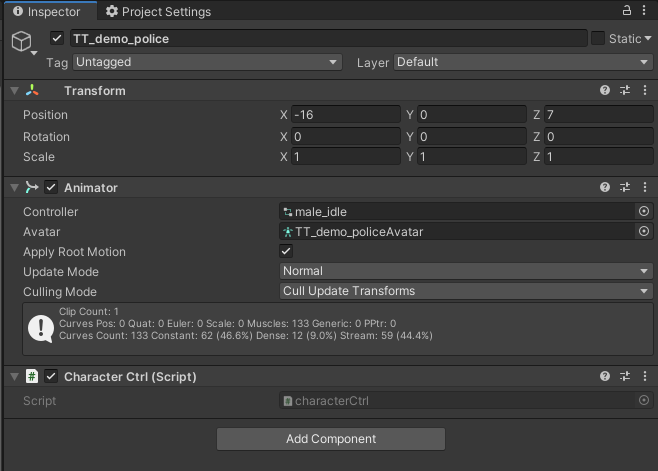 Inspector Project Settings
TT_demo_police Static
Tag Untagged Layer Default
Transform
Position X -16 Y 0 Z 7
Rotation X 0 Y 0 Z 0
Scale X 1 Y 1 Z 1
Animator
Controller male_idle
Avatar TT_demo_policeAvatar
Apply Root Motion
Update Mode Normal
Culling Mode Cull Update Transforms
Clip Count: 1
Curves Pos: 0 Quat: 0 Euler: 0 Scale: 0 Muscles: 133 Generic: 0 PPtr: 0
Curves Count: 133 Constant: 62 (46.6%) Dense: 12 (9.0%) Stream: 59 (44.4%)
Character Ctrl (Script)
Script characterCtrl
Add Component